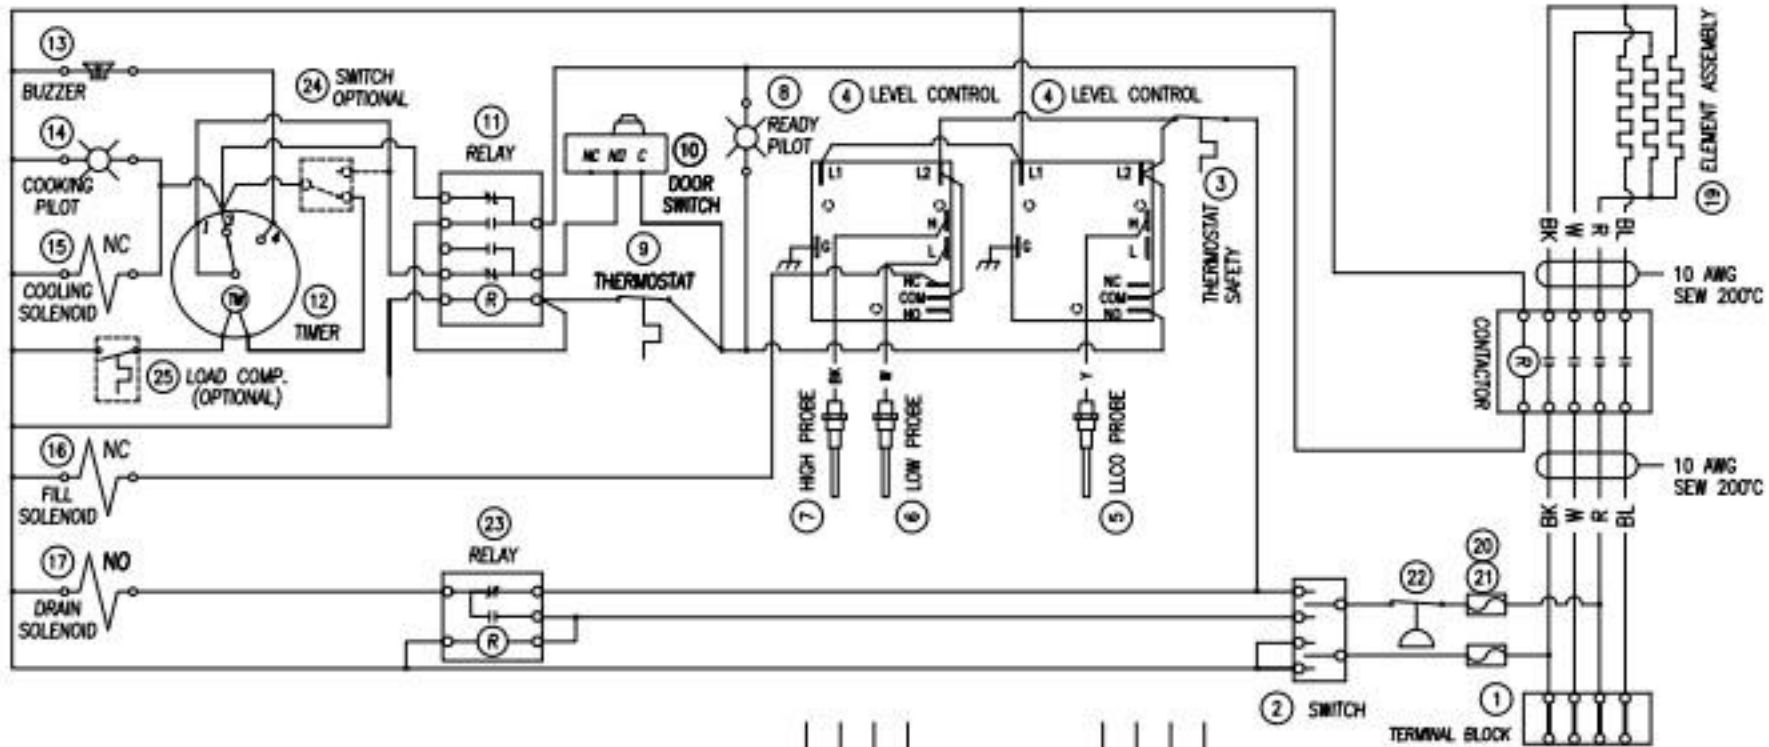 13
BUZZER
24 SWITCH
OPTIONAL
14
COOKING
PILOT
15 NC
COOLING
SOLENOID
1 3 4
TM
12
TIMER
25 LOAD COMP.
(OPTIONAL)
16 NC
FILL
SOLENOID
17 NO
DRAIN
SOLENOID
11
RELAY
R
NC NO C
10
DOOR
SWITCH
9
THERMOSTAT
8
READY
PILOT
4 LEVEL CONTROL
L1 L2
H
L
G
NC
COM
NO
4 LEVEL CONTROL
L1 L2
H
L
G
NC
COM
NO
3
THERMOSTAT
SAFETY
BK
W
Y
7 HIGH PROBE
6 LOW PROBE
5 LLCO PROBE
23
RELAY
R
19 ELEMENT ASSEMBLY
BK W R BL
10 AWG
SEW 200°C
CONTACTOR
R
10 AWG
SEW 200°C
BK W R BL
20
21
22
2 SWITCH
1
TERMINAL BLOCK